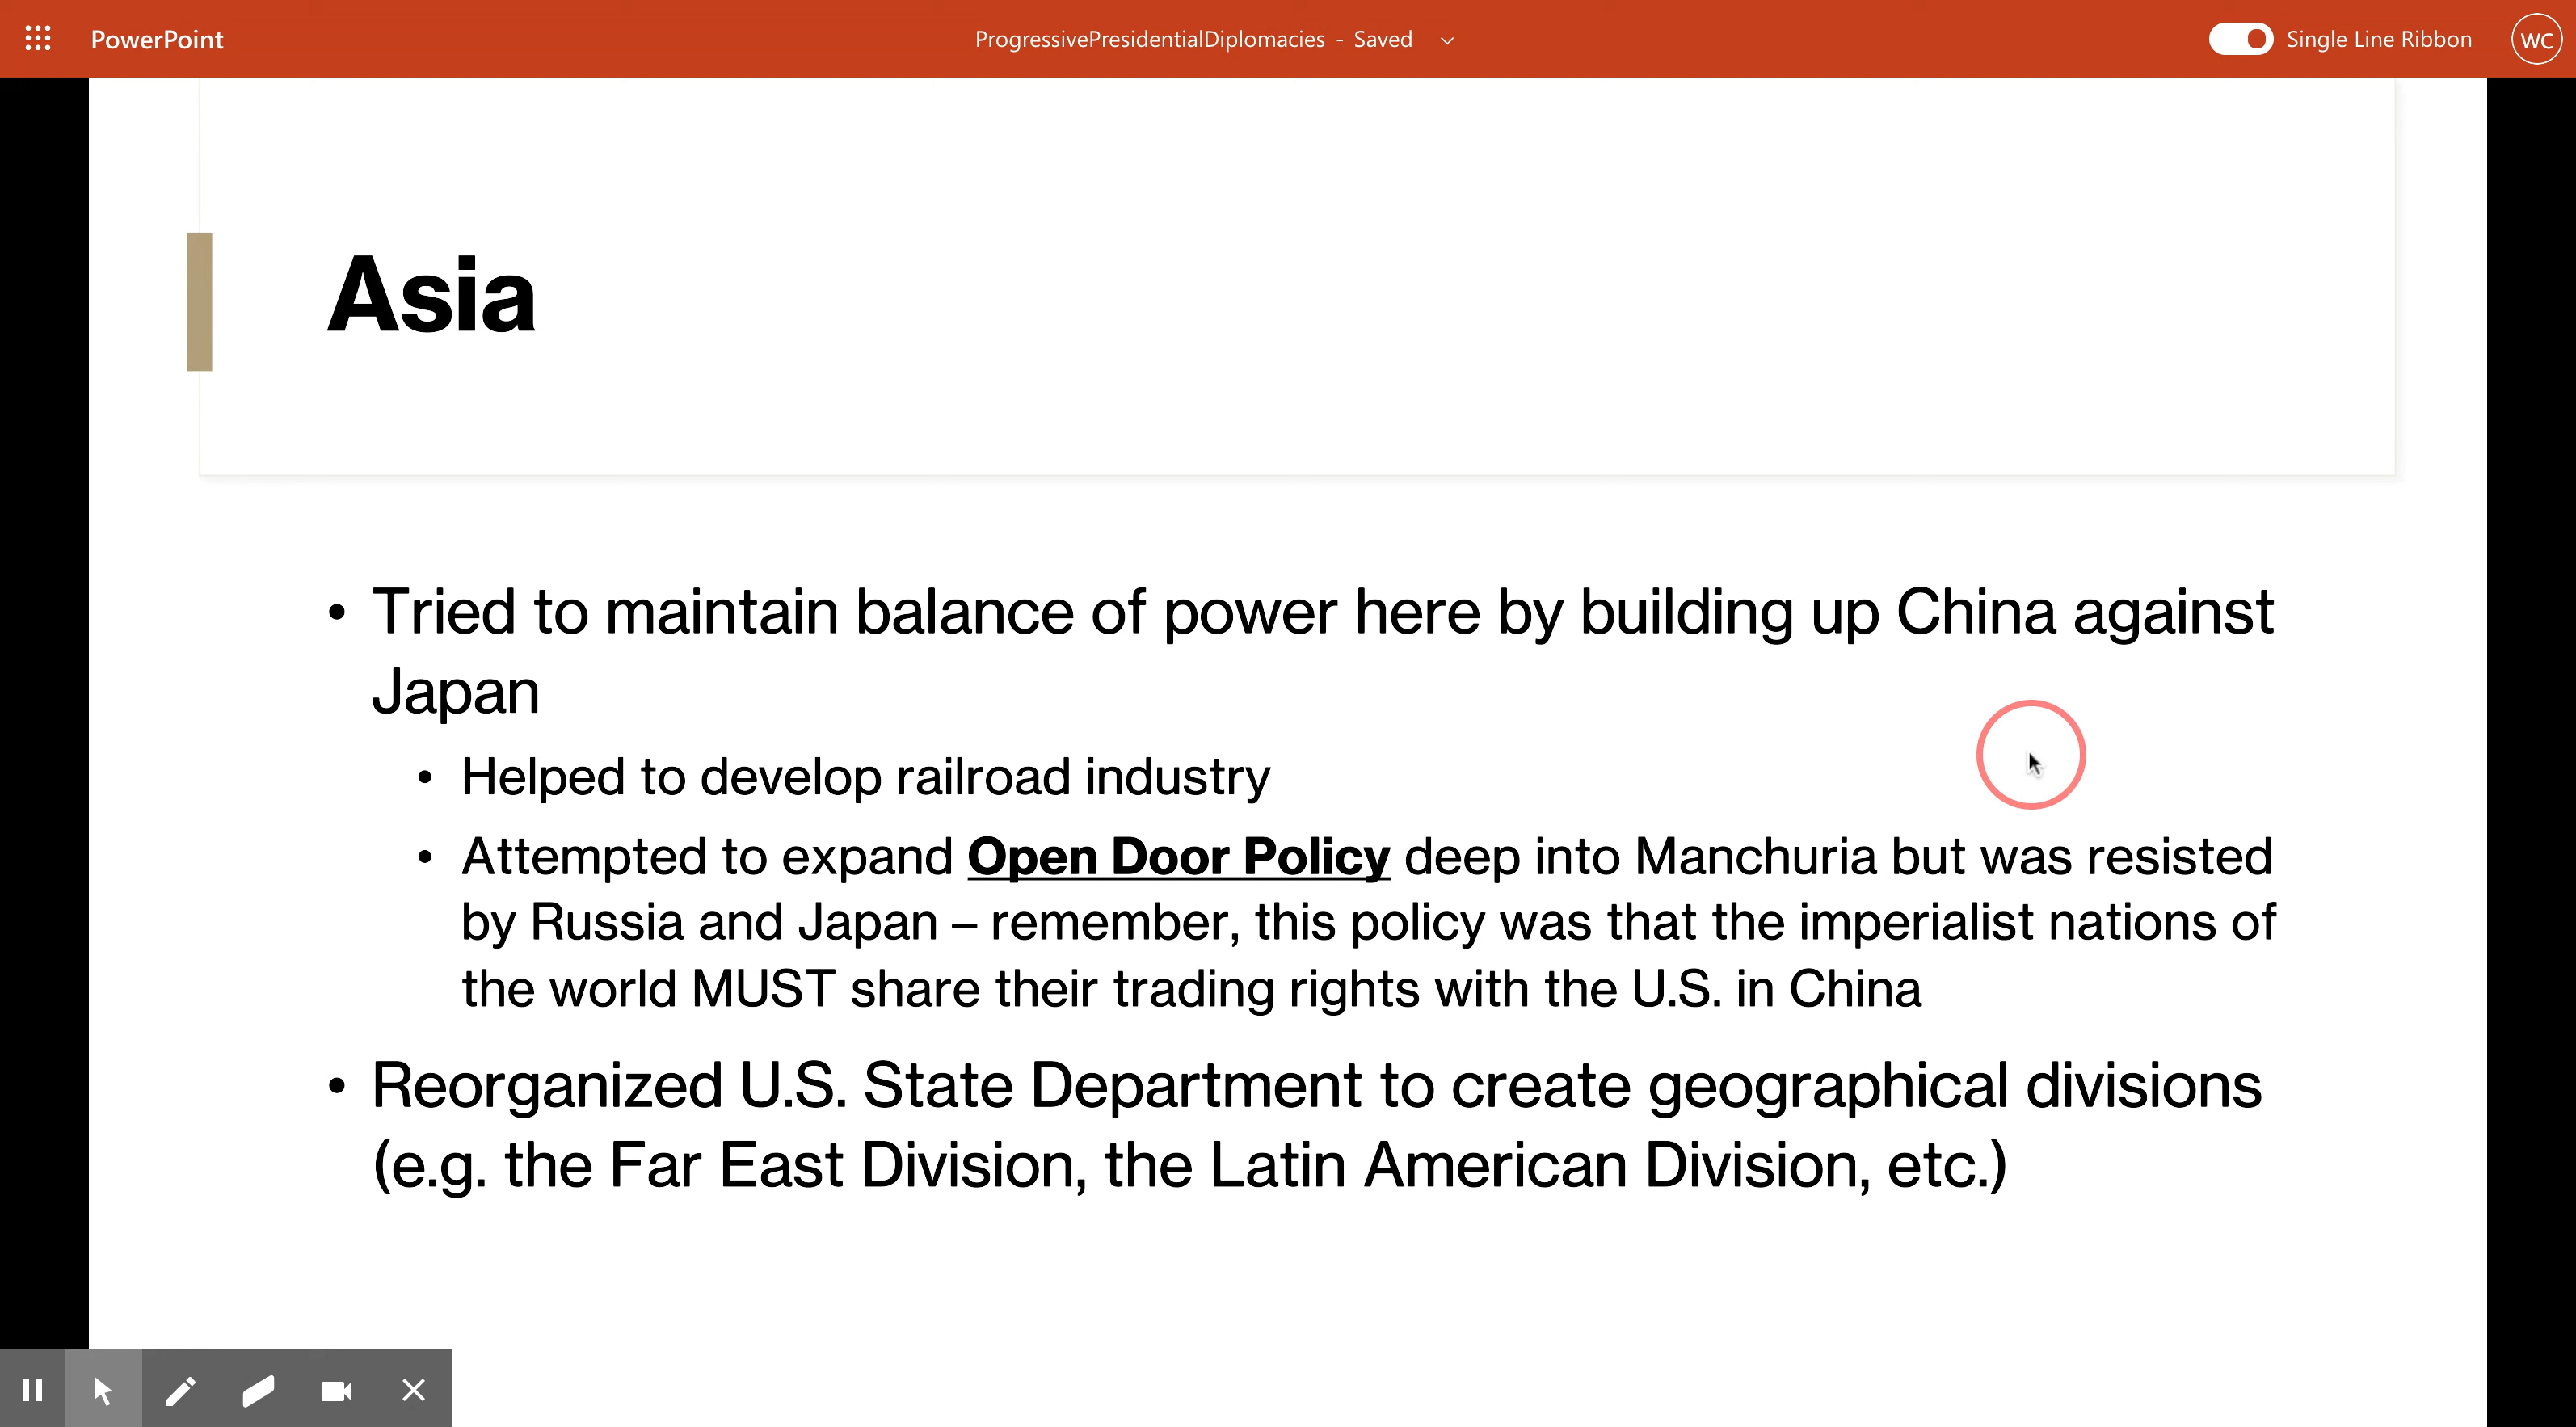 PowerPoint
ProgressivePresidentialDiplomacies - Saved
Single Line Ribbon
WC
Asia
• Tried to maintain balance of power here by building up China against
Japan
• Helped to develop railroad industry
• Attempted to expand Open Door Policy deep into Manchuria but was resisted
by Russia and Japan – remember, this policy was that the imperialist nations of
the world MUST share their trading rights with the U.S. in China
• Reorganized U.S. State Department to create geographical divisions
(e.g. the Far East Division, the Latin American Division, etc.)